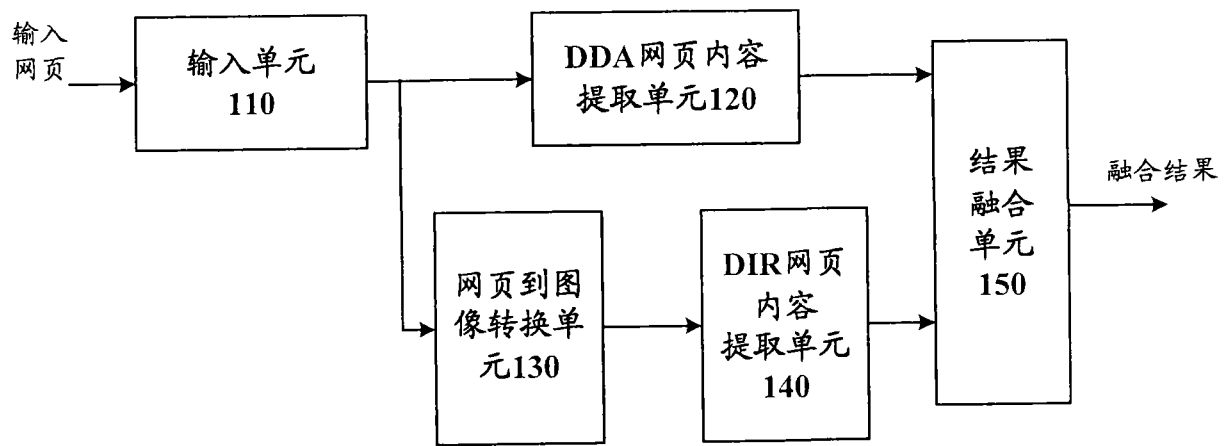 输入
网页
输入单元
110
DDA网页内容
提取单元120
网页到图
像转换单
元130
DIR网页
内容
提取单元
140
结果
融合
单元
150
融合结果